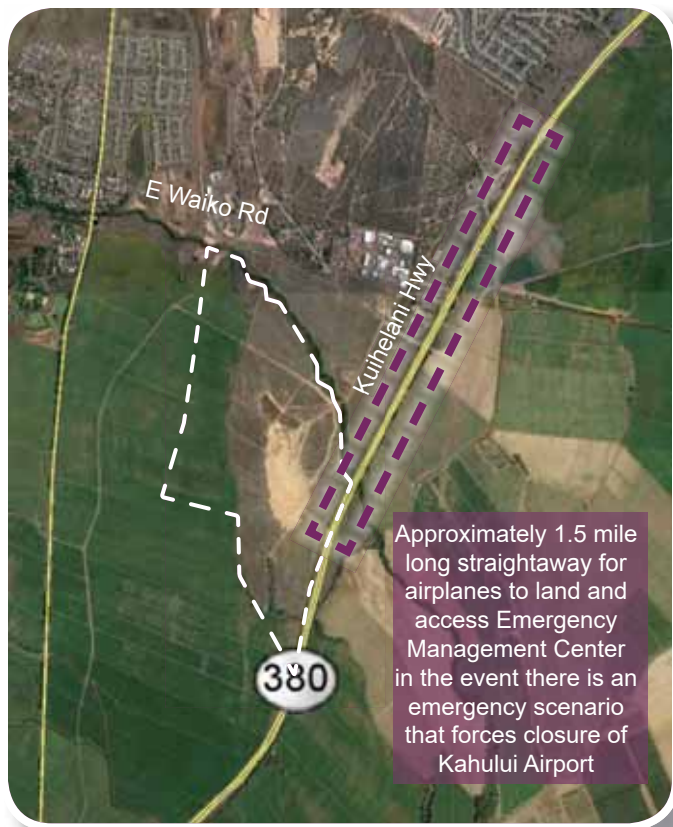 E Waiko Rd
Kuihelani Hwy
Approximately 1.5 mile
long straightaway for
airplanes to land and
access Emergency
Management Center
in the event there is an
emergency scenario
that forces closure of
Kahului Airport
380